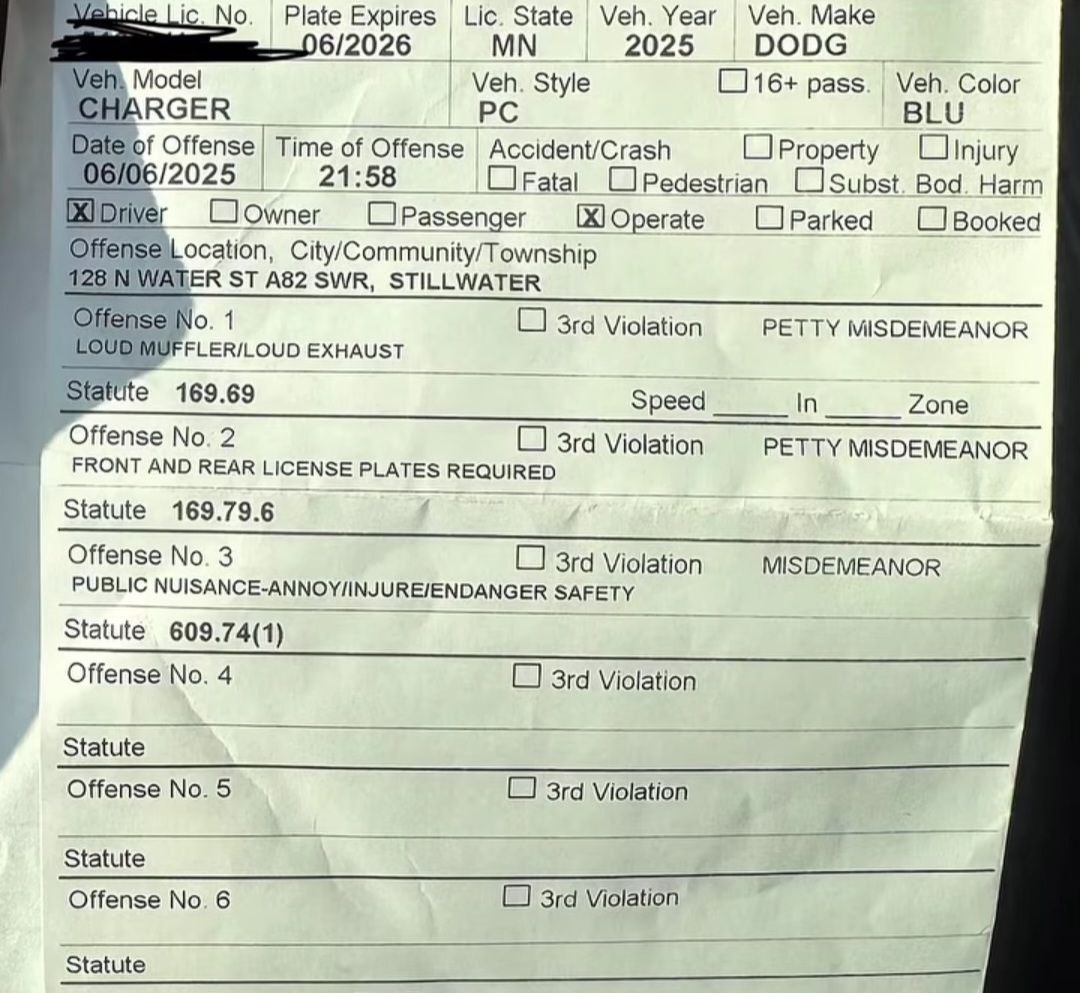 Vehicle Lic. No. Plate Expires Lic. State Veh. Year Veh. Make
06/2026 MN 2025 DODG
Veh. Model Veh. Style 16+ pass. Veh. Color
CHARGER PC BLU
Date of Offense Time of Offense Accident/Crash Property Injury
06/06/2025 21:58 Fatal Pedestrian Subst. Bod. Harm
X Driver Owner Passenger X Operate Parked Booked
Offense Location, City/Community/Township
128 N WATER ST A82 SWR, STILLWATER
Offense No. 1 3rd Violation PETTY MISDEMEANOR
LOUD MUFFLER/LOUD EXHAUST
Statute 169.69 Speed _____ In _____ Zone
Offense No. 2 3rd Violation PETTY MISDEMEANOR
FRONT AND REAR LICENSE PLATES REQUIRED
Statute 169.79.6
Offense No. 3 3rd Violation MISDEMEANOR
PUBLIC NUISANCE-ANNOY/INJURE/ENDANGER SAFETY
Statute 609.74(1)
Offense No. 4 3rd Violation
Statute
Offense No. 5 3rd Violation
Statute
Offense No. 6 3rd Violation
Statute